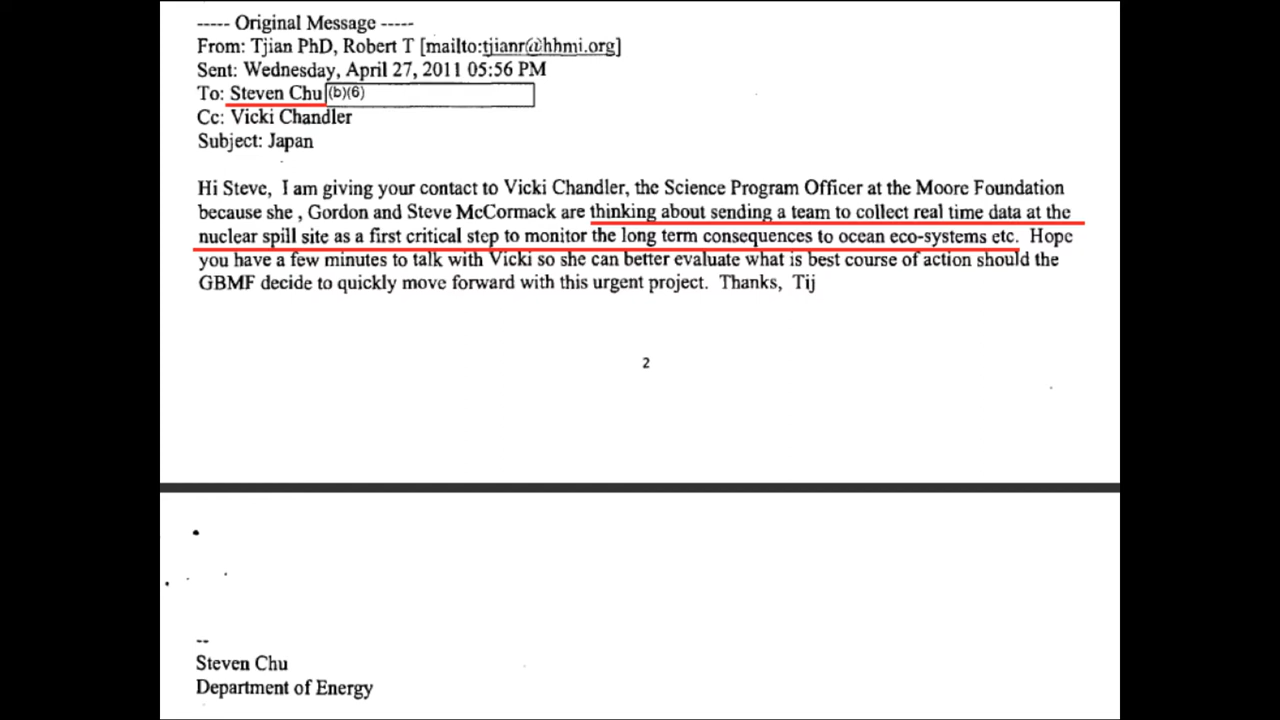 ----- Original Message -----
From: Tjian PhD, Robert T [mailto:tjianr@hhmi.org]
Sent: Wednesday, April 27, 2011 05:56 PM
To: Steven Chu (b)(6)
Cc: Vicki Chandler
Subject: Japan
Hi Steve, I am giving your contact to Vicki Chandler, the Science Program Officer at the Moore Foundation
because she , Gordon and Steve McCormack are thinking about sending a team to collect real time data at the
nuclear spill site as a first critical step to monitor the long term consequences to ocean eco-systems etc. Hope
you have a few minutes to talk with Vicki so she can better evaluate what is best course of action should the
GBMF decide to quickly move forward with this urgent project. Thanks, Tij
2
--
Steven Chu
Department of Energy